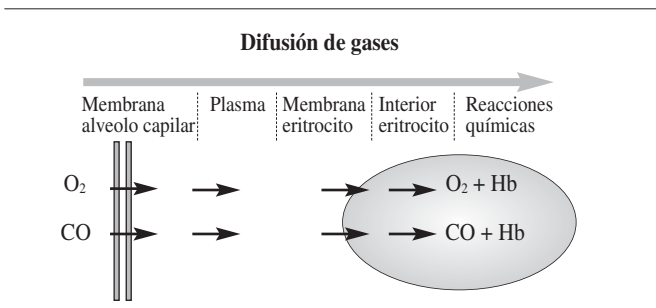 Difusión de gases
Membrana alveolo capilar
Plasma
Membrana eritrocito
Interior eritrocito
Reacciones químicas
O₂
O₂ + Hb
CO
CO + Hb